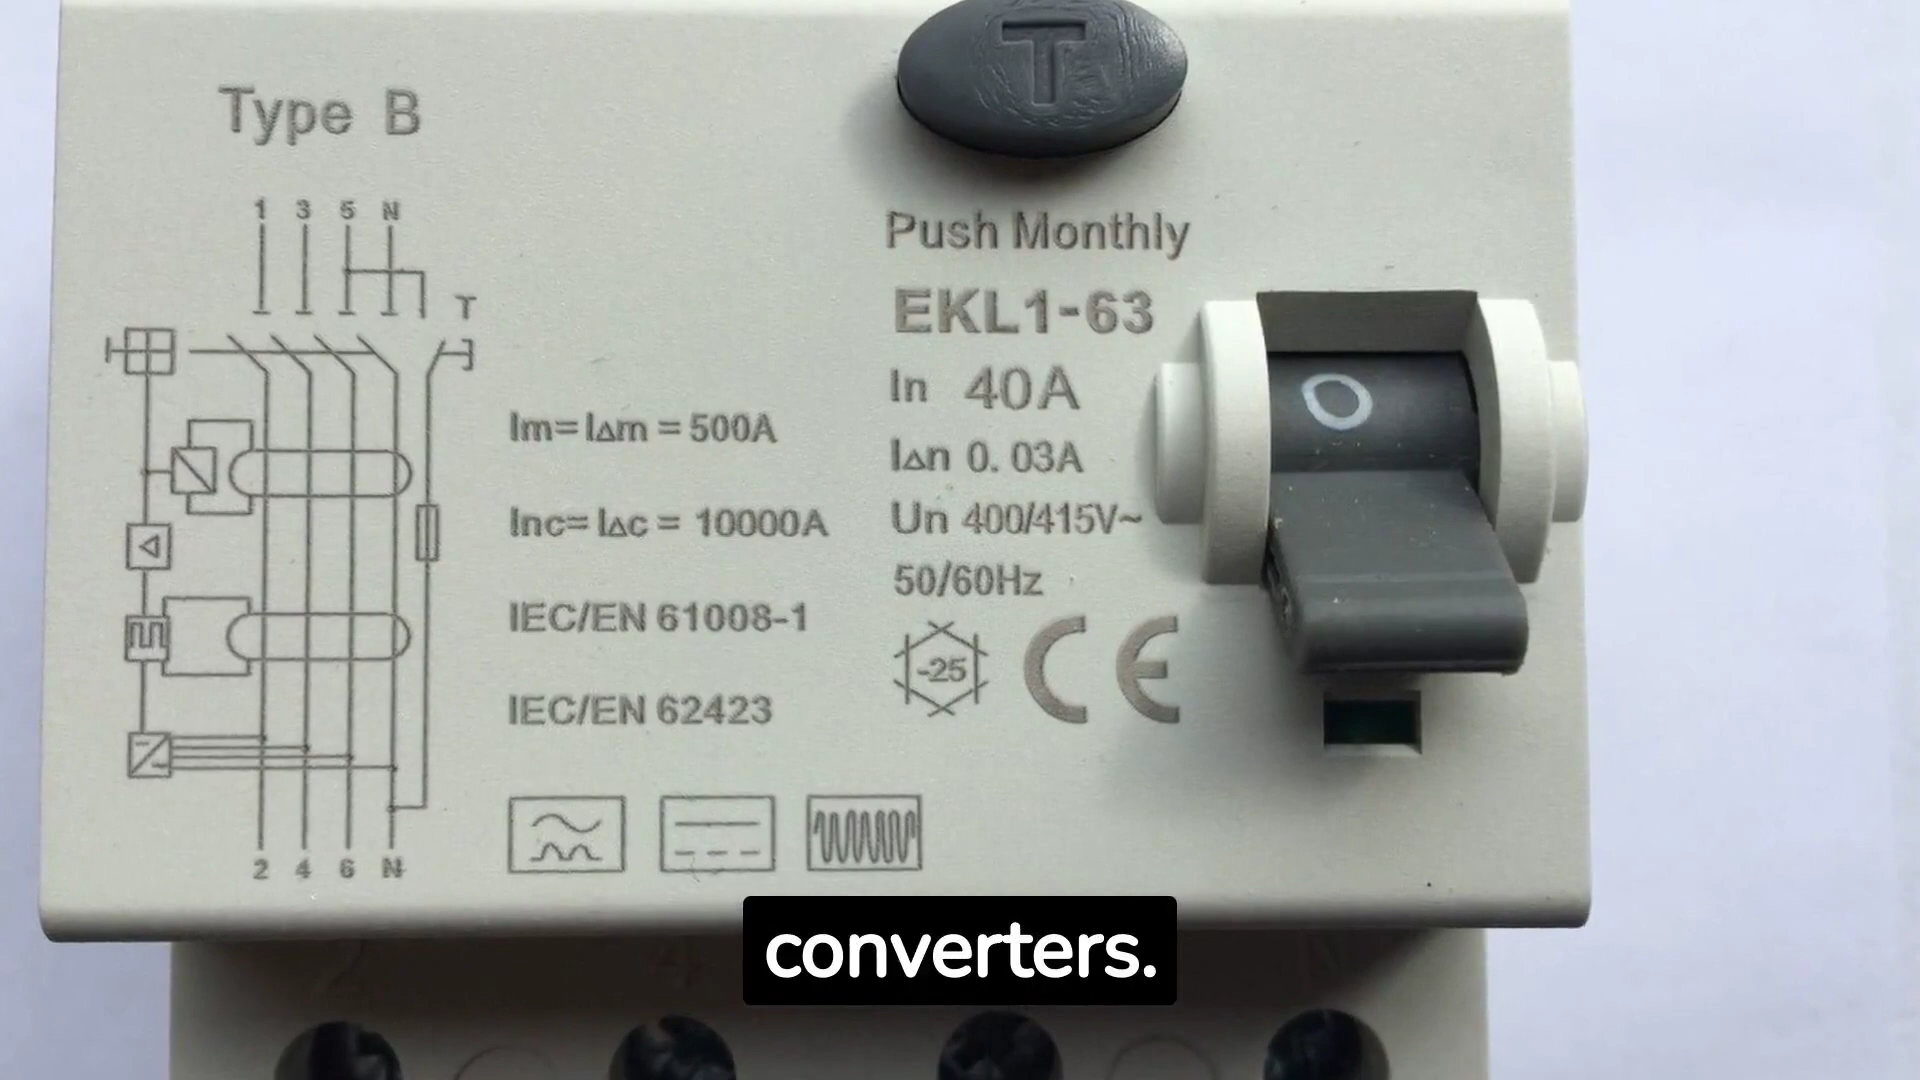 T
Type B
1 3 5 N
T
2 4 6 N
Im= I∆m = 500A
Inc= I∆c = 10000A
IEC/EN 61008-1
IEC/EN 62423
Push Monthly
EKL1-63
In 40A
I∆n 0.03A
Un 400/415V~
50/60Hz
-25 CE
O
converters.